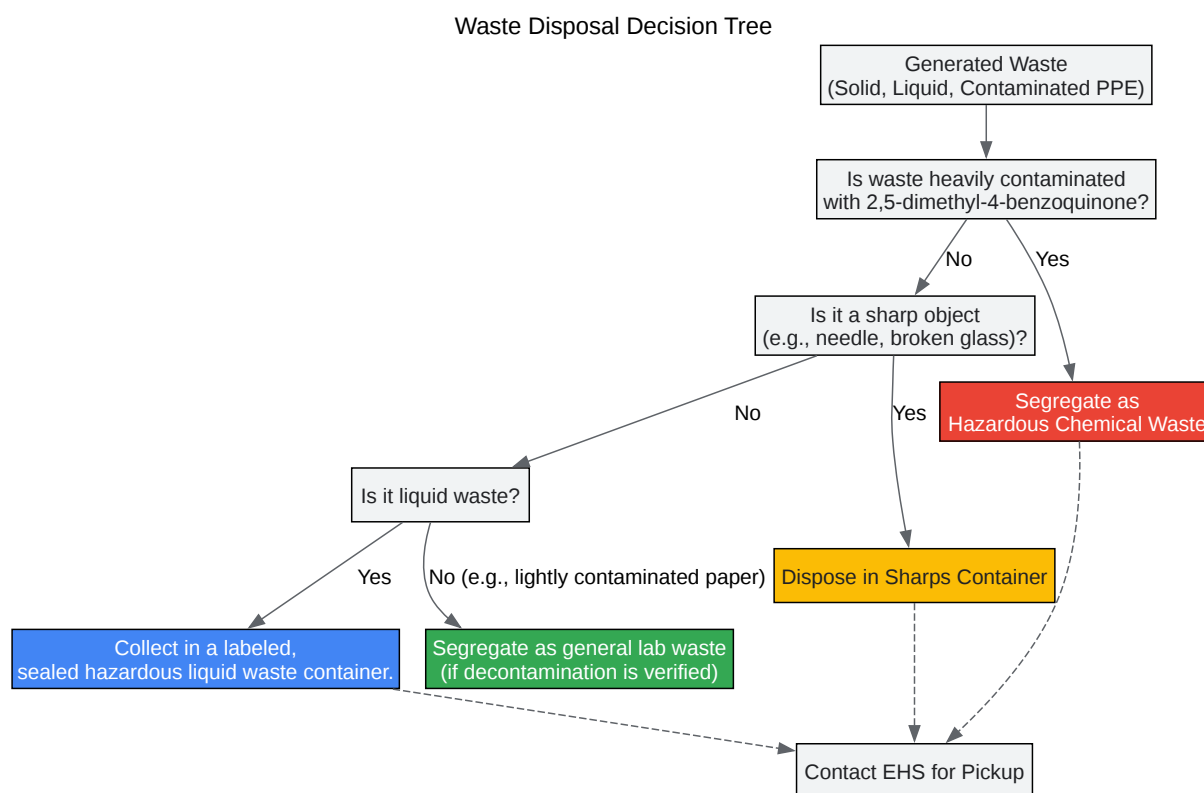 Waste Disposal Decision Tree
Generated Waste
(Solid, Liquid, Contaminated PPE)
Is waste heavily contaminated
with 2,5-dimethyl-4-benzoquinone?
No
Yes
Is it a sharp object
(e.g., needle, broken glass)?
Segregate as
Hazardous Chemical Waste
No
Yes
Is it liquid waste?
Yes
No (e.g., lightly contaminated paper)
Dispose in Sharps Container
Collect in a labeled,
sealed hazardous liquid waste container.
Segregate as general lab waste
(if decontamination is verified)
Contact EHS for Pickup